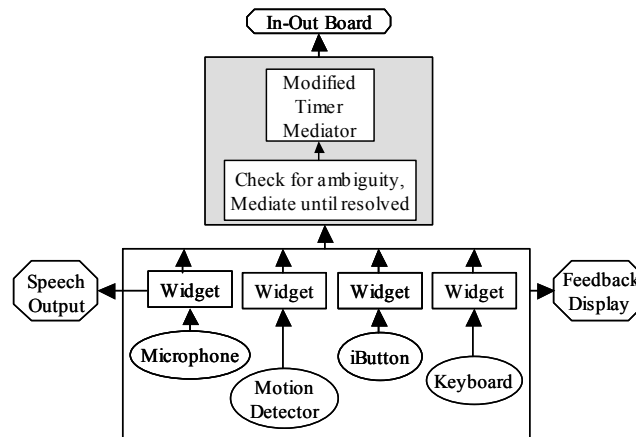 In-Out Board
Modified
Timer
Mediator
Check for ambiguity,
Mediate until resolved
Speech
Output
Widget
Widget
Widget
Widget
Feedback
Display
Microphone
Motion
Detector
iButton
Keyboard